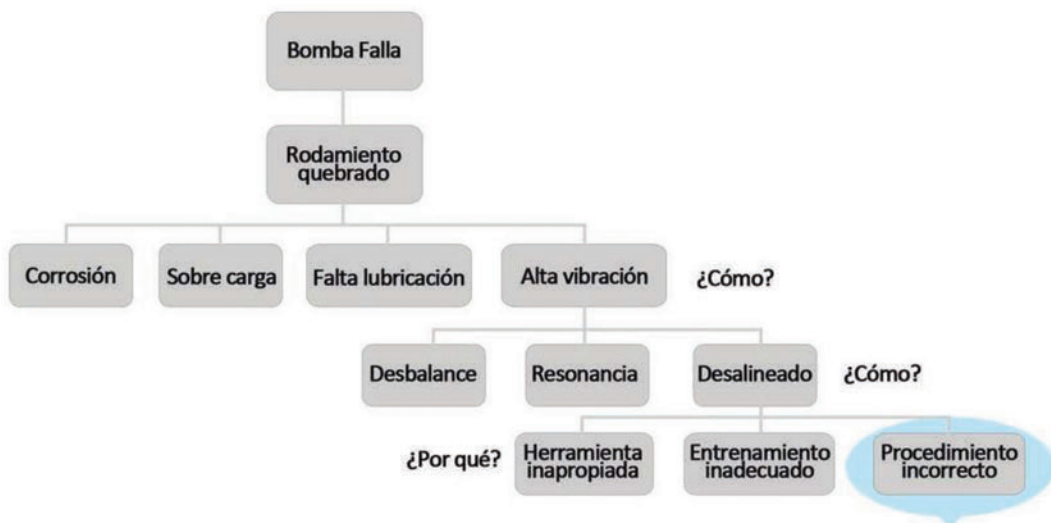 Bomba Falla
Rodamiento
quebrado
Corrosión
Sobre carga
Falta lubricación
Alta vibración
¿Cómo?
Desbalance
Resonancia
Desalineado
¿Cómo?
¿Por qué?
Herramienta
inapropiada
Entrenamiento
inadecuado
Procedimiento
incorrecto